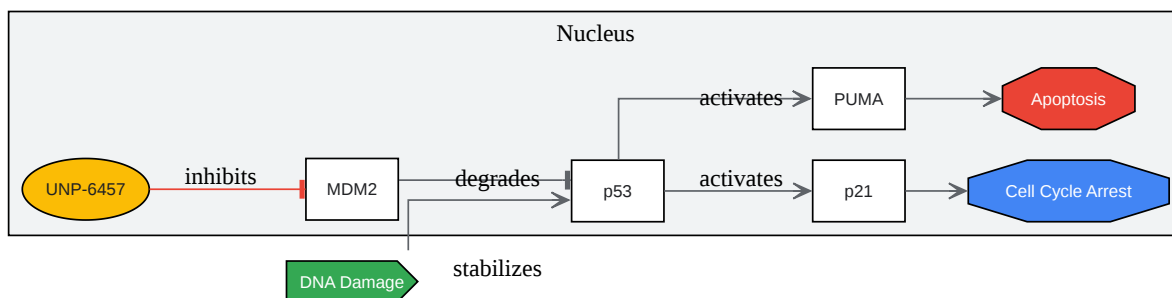 Nucleus
activates
PUMA
Apoptosis
UNP-6457
inhibits
MDM2
degrades
p53
activates
p21
Cell Cycle Arrest
DNA Damage
stabilizes